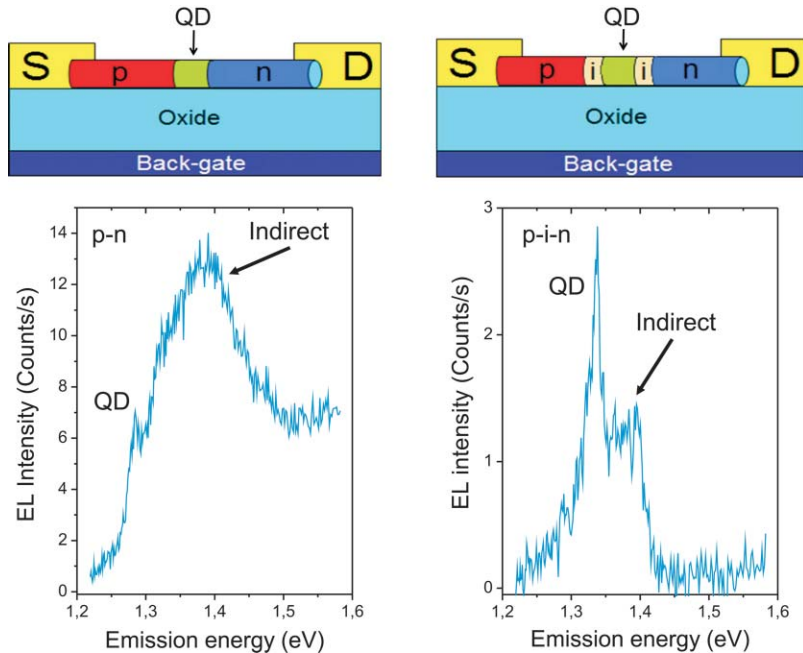 QD
S
p
n
D
Oxide
Back-gate
QD
S
p
i
i
n
D
Oxide
Back-gate
p-n
Indirect
QD
EL Intensity (Counts/s)
14
12
10
8
6
4
2
0
1,2
1,3
1,4
1,5
1,6
Emission energy (eV)
p-i-n
QD
Indirect
EL intensity (Counts/s)
3
2
1
0
1,2
1,3
1,4
1,5
1,6
Emission energy (eV)